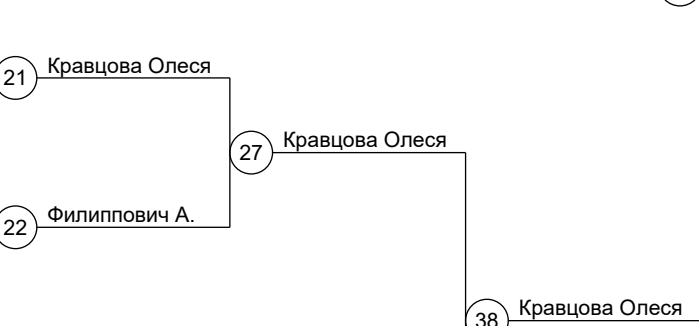 21 Кравцова Олеся
27 Кравцова Олеся
22 Филиппович А.
38 Кравцова Олеся